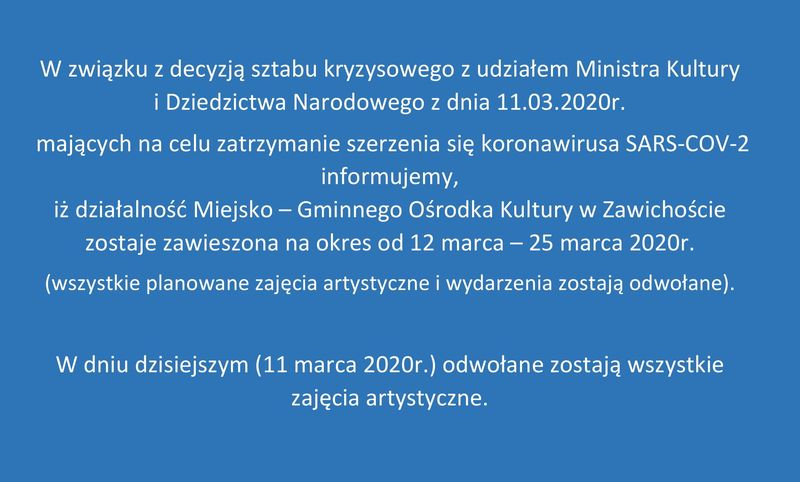 W związku z decyzją sztabu kryzysowego z udziałem Ministra Kultury
i Dziedzictwa Narodowego z dnia 11.03.2020r.
mających na celu zatrzymanie szerzenia się koronawirusa SARS-COV-2
informujemy,
iż działalność Miejsko – Gminnego Ośrodka Kultury w Zawichoście
zostaje zawieszona na okres od 12 marca – 25 marca 2020r.
(wszystkie planowane zajęcia artystyczne i wydarzenia zostają odwołane).
W dniu dzisiejszym (11 marca 2020r.) odwołane zostają wszystkie
zajęcia artystyczne.